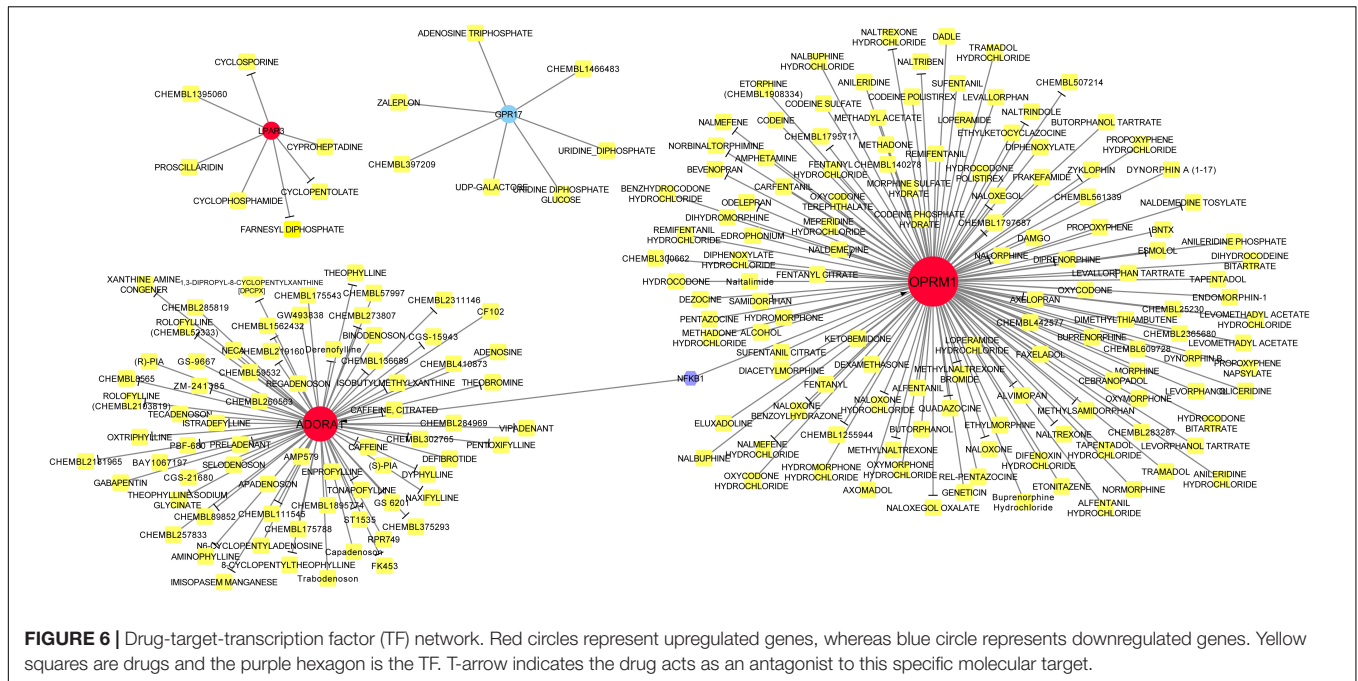 ADENOSINE TRIPHOSPHATE
CYCLOSPORINE
CHEMBL1466483
CHEMBL1395060
ZALEPLON
LPAR3
GPR17
CYPROHEPTADINE
URIDINE_DIPHOSPHATE
PROSCILLARIDIN
CHEMBL397209
CYCLOPENTOLATE
UDP-GALACTOSE
URIDINE DIPHOSPHATE
GLUCOSE
CYCLOPHOSPHAMIDE
FARNESYL DIPHOSPHATE
THEOPHYLLINE
XANTHINE AMINE
CONGENER
1,3-DIPROPYL-8-CYCLOPENTYLXANTHINE
[DPCPX]
CHEMBL175543
CHEMBL57997
CHEMBL285819
CHEMBL2311146
GW493838
CHEMBL273807
CF102
ROLOFYLLINE
(CHEMBL52333)
CHEMBL1562432
BINODENOSON
CGS-15943
NECA
CHEMBL219160
Derenofylline
CHEMBL136689
ADENOSINE
(R)-PIA
GS-9667
CHEMBL59532
CHEMBL410873
CHEMBL8565
ZM-241385
REGADENOSON
ISOBUTYLMETHYLXANTHINE
THEOBROMINE
ROLOFYLLINE
(CHEMBL2103819)
CHEMBL260563
CAFFEINE, CITRATED
TECADENOSON
ISTRADEFYLLINE
ADORA1
CHEMBL284969
VIPADENANT
OXTRIPHYLLINE
PBF-680
PRELADENANT
CAFFEINE
CHEMBL302765
PENTOXIFYLLINE
CHEMBL2181965
BAY1067197
SELODENOSON
AMP579
(S)-PIA
DEFIBROTIDE
GABAPENTIN
CGS-21680
APADENOSON
ENPROFYLLINE
DYPHYLLINE
THEOPHYLLINE SODIUM
GLYCINATE
TONAPOFYLLINE
GS 6201
NAXIFYLLINE
CHEMBL89852
CHEMBL111545
CHEMBL1895774
ST1535
CHEMBL375293
CHEMBL257833
CHEMBL175788
RPR749
N6-CYCLOPENTYLADENOSINE
Capadenoson
AMINOPHYLLINE
8-CYCLOPENTYLTHEOPHYLLINE
FK453
IMISOPASEM MANGANESE
Trabodenoson
NFKB1
NALTREXONE
HYDROCHLORIDE
DADLE
NALBUPHINE
HYDROCHLORIDE
NALTRIBEN
TRAMADOL
HYDROCHLORIDE
ETORPHINE
(CHEMBL1908334)
ANILERIDINE
SUFENTANIL
CHEMBL507214
CODEINE POLISTIREX
LEVALLORPHAN
CODEINE SULFATE
NALTRINDOLE
NALMEFENE
CODEINE
METHADYL ACETATE
LOPERAMIDE
BUTORPHANOL TARTRATE
NORBINALTORPHIMINE
CHEMBL1795717
METHADONE
ETHYLKETOCYCLAZOCINE
DIPHENOXYLATE
PROPOXYPHENE
HYDROCHLORIDE
BEVENOPRAN
AMPHETAMINE
FENTANYL
HYDROCHLORIDE
CHEMBL140278
REMIFENTANIL
HYDROCODONE
POLISTIREX
ZYKLOPHIN
DYNORPHIN A (1-17)
BENZHYDROCODONE
HYDROCHLORIDE
CARFENTANIL
MORPHINE SULFATE
HYDRATE
FRAKEFAMIDE
ODELEPRAN
OXYCODONE
TEREPHTHALATE
NALOXEGOL
CHEMBL561339
NALDEMEDINE TOSYLATE
DIHYDROMORPHINE
CODEINE PHOSPHATE
HYDRATE
CHEMBL1797687
PROPOXYPHENE
REMIFENTANIL
HYDROCHLORIDE
EDROPHONIUM
MEPERIDINE
HYDROCHLORIDE
DAMGO
BNTX
CHEMBL300662
DIPHENOXYLATE
HYDROCHLORIDE
NALDEMEDINE
NALORPHINE
DIPRENORPHINE
ESMOLOL
ANILERIDINE PHOSPHATE
HYDROCODONE
Naltalimide
FENTANYL CITRATE
OPRM1
LEVALLORPHAN TARTRATE
DIHYDROCODEINE
BITARTRATE
TAPENTADOL
DEZOCINE
SAMIDORPHAN
AXELOPRAN
OXYCODONE
ENDOMORPHIN-1
PENTAZOCINE
HYDROMORPHONE
CHEMBL25230
LEVOMETHADYL ACETATE
HYDROCHLORIDE
METHADONE
HYDROCHLORIDE
ALCOHOL
CHEMBL442577
DIMETHYLTHIAMBUTENE
CHEMBL2365680
SUFENTANIL CITRATE
KETOBEMIDONE
LOPERAMIDE
HYDROCHLORIDE
FAXELADOL
BUPRENORPHINE
CHEMBL609728
LEVOMETHADYL ACETATE
DIACETYLMORPHINE
DEXAMETHASONE
METHYLNALTREXONE
BROMIDE
DYNORPHIN B
PROPOXYPHENE
NAPSYLATE
FENTANYL
ALFENTANIL
MORPHINE
CEBRANOPADOL
LEVORPHANOL
OLICERIDINE
ELUXADOLINE
NALOXONE
BENZOYLHYDRAZONE
NALOXONE
HYDROCHLORIDE
QUADAZOCINE
ALVIMOPAN
OXYMORPHONE
METHYLSAMIDORPHAN
HYDROCODONE
BITARTRATE
NALBUPHINE
NALMEFENE
HYDROCHLORIDE
CHEMBL1255944
BUTORPHANOL
ETHYLMORPHINE
NALTREXONE
CHEMBL283287
METHYLNALTREXONE
NALOXONE
TAPENTADOL
HYDROCHLORIDE
LEVORPHANOL TARTRATE
OXYCODONE
HYDROCHLORIDE
HYDROMORPHONE
HYDROCHLORIDE
OXYMORPHONE
HYDROCHLORIDE
REL-PENTAZOCINE
DIFENOXIN
HYDROCHLORIDE
TRAMADOL
ANILERIDINE
HYDROCHLORIDE
AXOMADOL
GENETICIN
ETONITAZENE
NORMORPHINE
NALOXEGOL OXALATE
Buprenorphine
Hydrochloride
ALFENTANIL
HYDROCHLORIDE
FIGURE 6 | Drug-target-transcription factor (TF) network. Red circles represent upregulated genes, whereas blue circle represents downregulated genes. Yellow
squares are drugs and the purple hexagon is the TF. T-arrow indicates the drug acts as an antagonist to this specific molecular target.